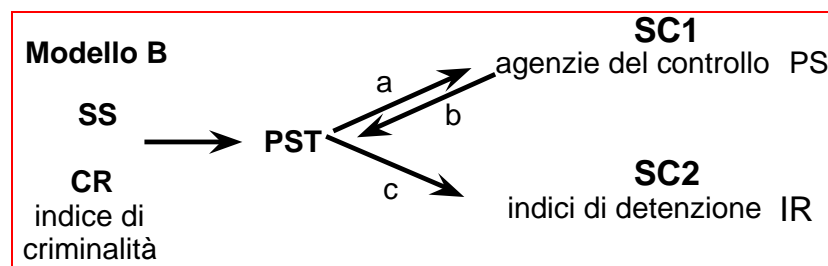 Modello B
SS
CR
indice di
criminalità
PST
a
b
c
SC1
agenzie del controllo PS
SC2
indici di detenzione IR